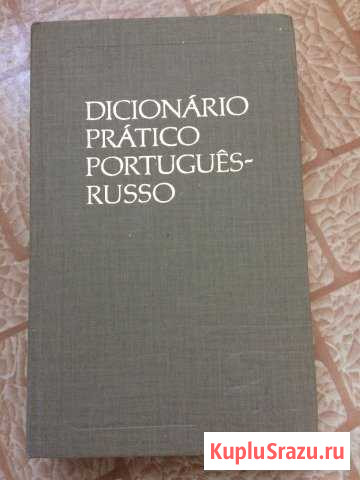 DICIONÁRIO
PRÁTICO
PORTUGUÊS-
RUSSO
KupluSrazu.ru